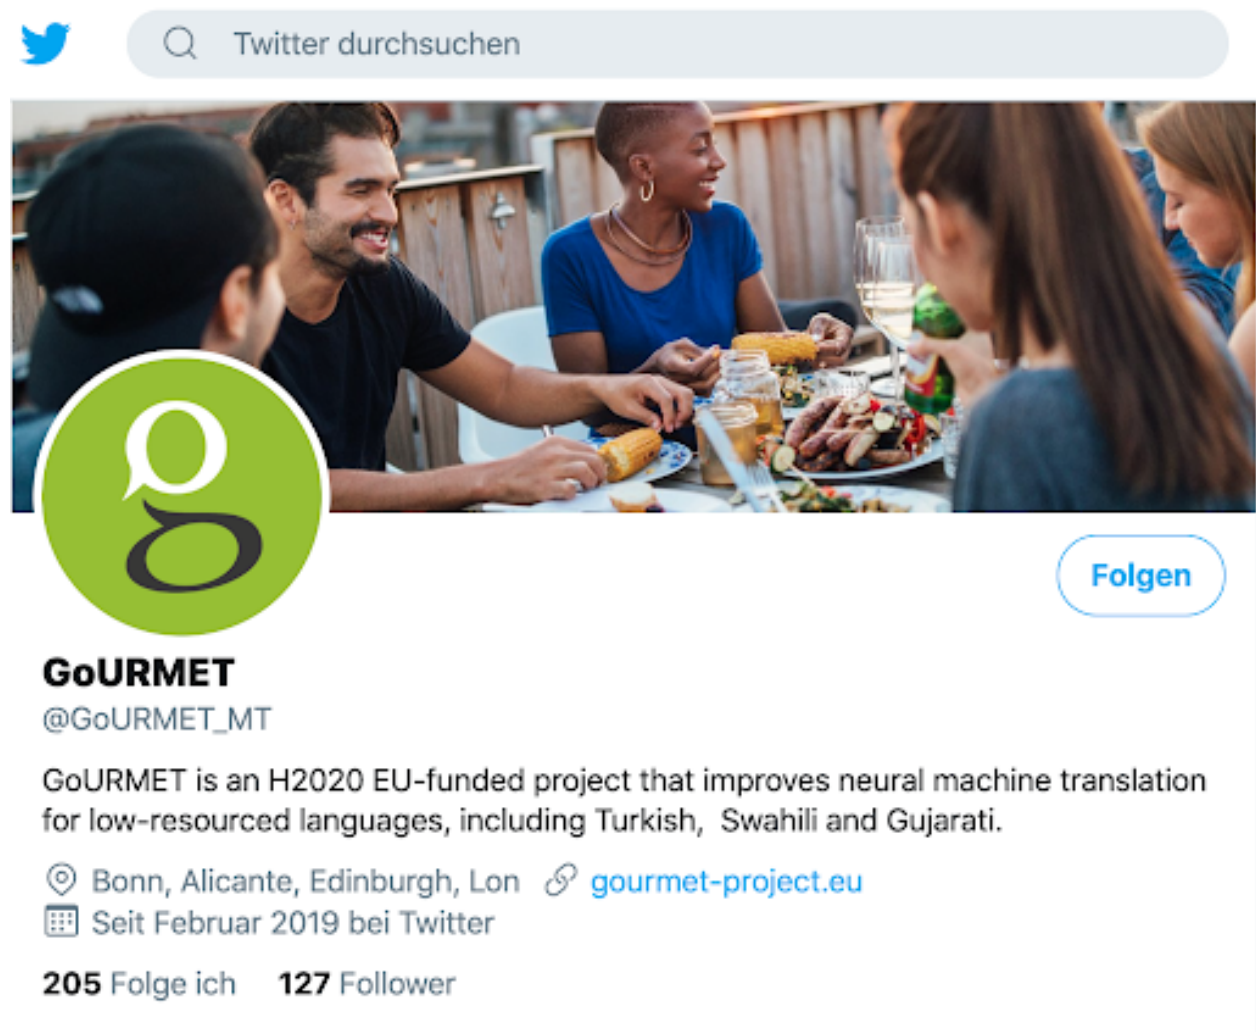 Twitter durchsuchen
Folgen
GoURMET
@GoURMET_MT
GoURMET is an H2020 EU-funded project that improves neural machine translation
for low-resourced languages, including Turkish,  Swahili and Gujarati.
Bonn, Alicante, Edinburgh, Lon gourmet-project.eu
Seit Februar 2019 bei Twitter
205 Folge ich 127 Follower